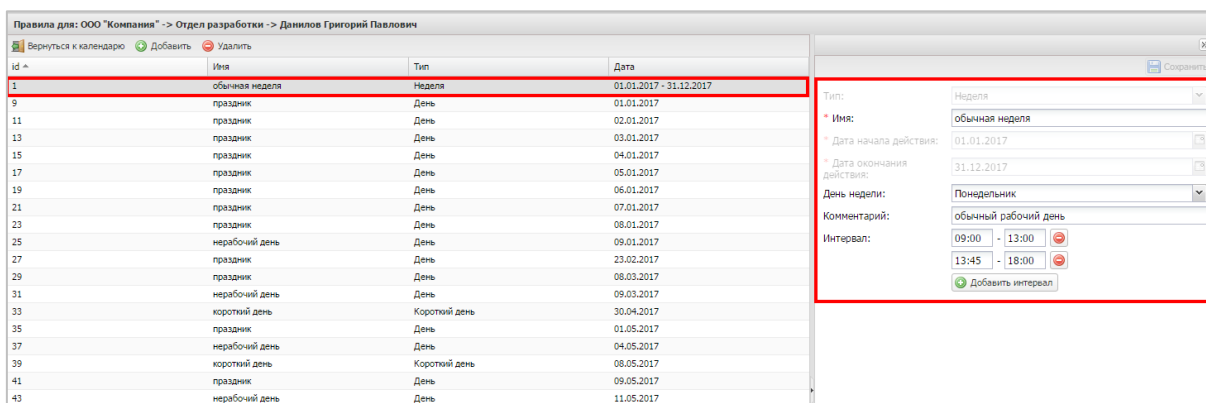 Правила для: ООО "Компания" -> Отдел разработки -> Данилов Григорий Павлович
Вернуться к календарю Добавить Удалить
id Имя Тип Дата
1 обычная неделя Неделя 01.01.2017 - 31.12.2017
9 праздник День 01.01.2017
11 праздник День 02.01.2017
13 праздник День 03.01.2017
15 праздник День 04.01.2017
17 праздник День 05.01.2017
19 праздник День 06.01.2017
21 праздник День 07.01.2017
23 праздник День 08.01.2017
25 нерабочий день День 09.01.2017
27 праздник День 23.02.2017
29 праздник День 08.03.2017
31 нерабочий день День 09.03.2017
33 короткий день Короткий день 30.04.2017
35 праздник День 01.05.2017
37 нерабочий день День 04.05.2017
39 короткий день Короткий день 08.05.2017
41 праздник День 09.05.2017
43 нерабочий день День 11.05.2017
Сохранить
Тип: Неделя
* Имя: обычная неделя
* Дата начала действия: 01.01.2017
* Дата окончания
действия: 31.12.2017
День недели: Понедельник
Комментарий: обычный рабочий день
Интервал: 09:00 - 13:00
13:45 - 18:00
Добавить интервал